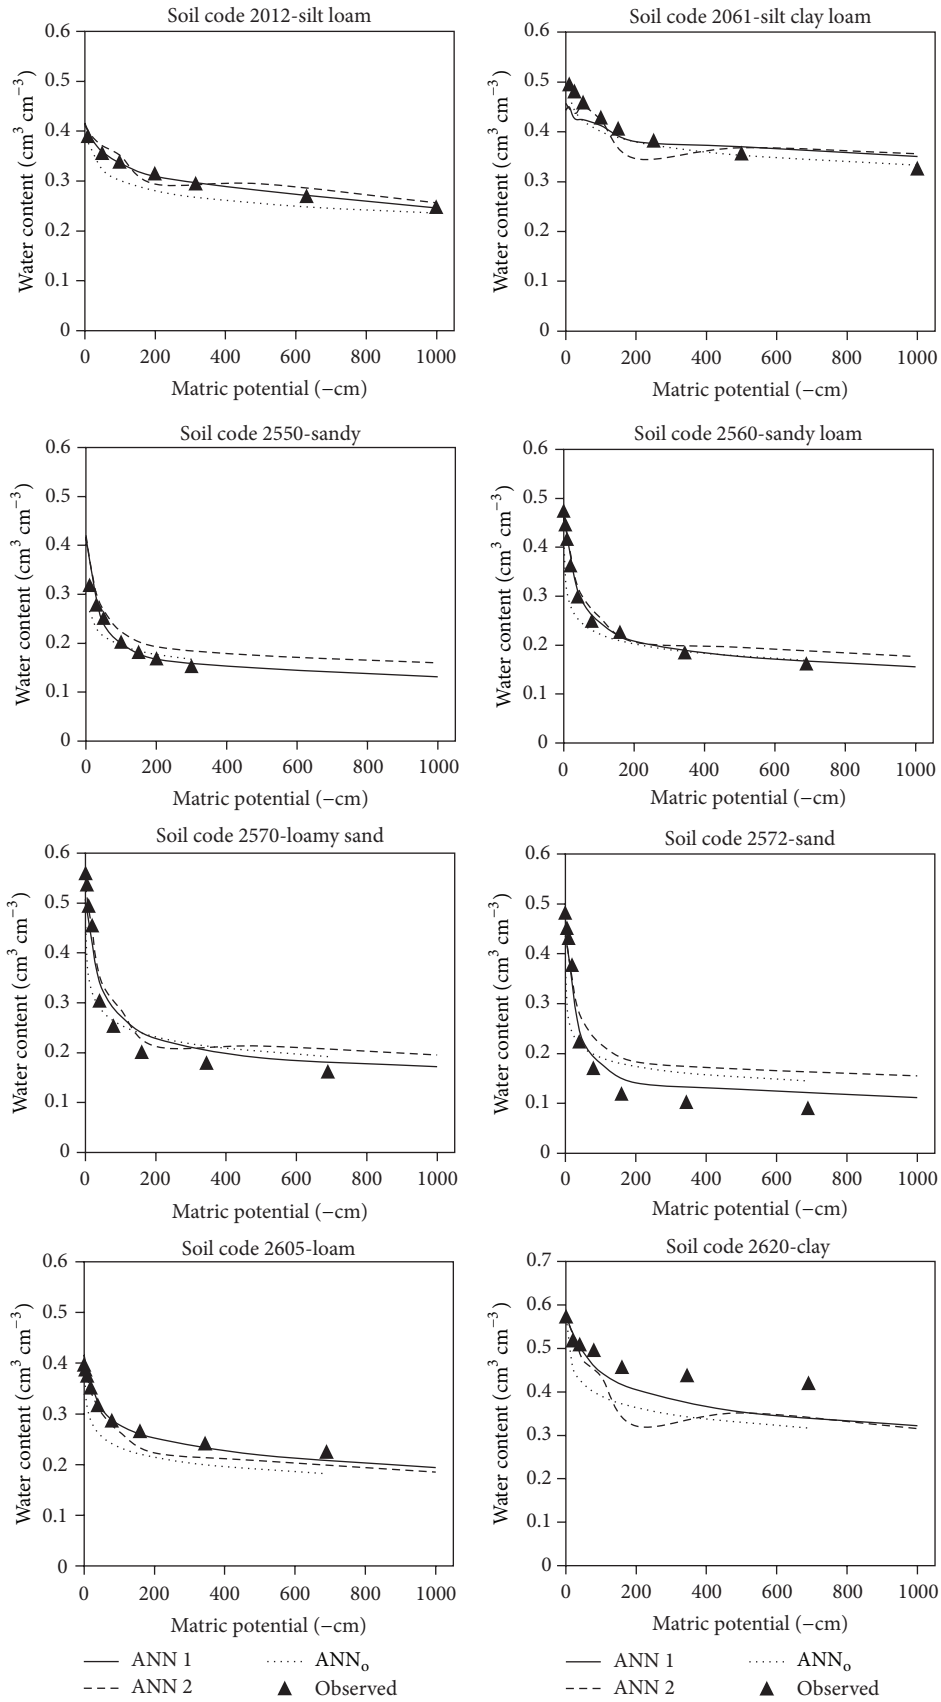 Soil code 2012-silt loam
0.6
0.5
0.4
0.3
0.2
0.1
0
Water content (cm³ cm⁻³)
0 200 400 600 800 1000
Matric potential (−cm)
Soil code 2061-silt clay loam
0.6
0.5
0.4
0.3
0.2
0.1
0
Water content (cm³ cm⁻³)
0 200 400 600 800 1000
Matric potential (−cm)
Soil code 2550-sandy
0.6
0.5
0.4
0.3
0.2
0.1
0
Water content (cm³ cm⁻³)
0 200 400 600 800 1000
Matric potential (−cm)
Soil code 2560-sandy loam
0.6
0.5
0.4
0.3
0.2
0.1
0
Water content (cm³ cm⁻³)
0 200 400 600 800 1000
Matric potential (−cm)
Soil code 2570-loamy sand
0.6
0.5
0.4
0.3
0.2
0.1
0
Water content (cm³ cm⁻³)
0 200 400 600 800 1000
Matric potential (−cm)
Soil code 2572-sand
0.6
0.5
0.4
0.3
0.2
0.1
0
Water content (cm³ cm⁻³)
0 200 400 600 800 1000
Matric potential (−cm)
Soil code 2605-loam
0.6
0.5
0.4
0.3
0.2
0.1
0
Water content (cm³ cm⁻³)
0 200 400 600 800 1000
Matric potential (−cm)
Soil code 2620-clay
0.7
0.6
0.5
0.4
0.3
0.2
0.1
0
Water content (cm³ cm⁻³)
0 200 400 600 800 1000
Matric potential (−cm)
ANN 1 ANNₒ
ANN 2 Observed
ANN 1 ANNₒ
ANN 2 Observed